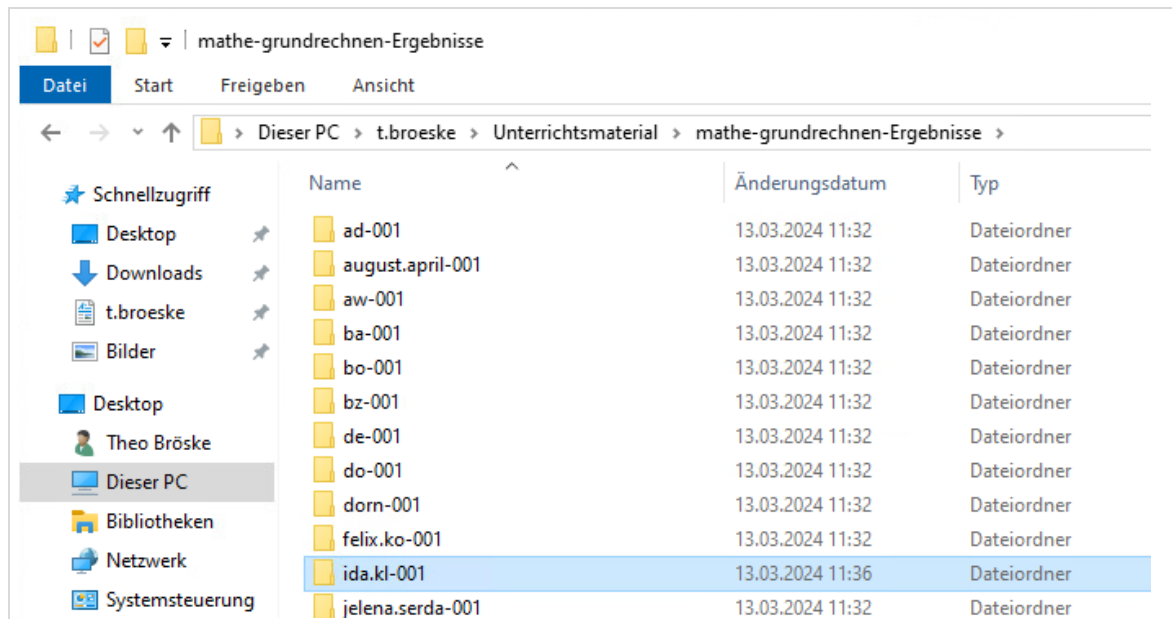 mathe-grundrechnen-Ergebnisse
Datei Start Freigeben Ansicht
Dieser PC > t.broeske > Unterrichtsmaterial > mathe-grundrechnen-Ergebnisse >
Schnellzugriff
Desktop
Downloads
t.broeske
Bilder
Desktop
Theo Bröske
Dieser PC
Bibliotheken
Netzwerk
Systemsteuerung
Name Änderungsdatum Typ
ad-001 13.03.2024 11:32 Dateiordner
august.april-001 13.03.2024 11:32 Dateiordner
aw-001 13.03.2024 11:32 Dateiordner
ba-001 13.03.2024 11:32 Dateiordner
bo-001 13.03.2024 11:32 Dateiordner
bz-001 13.03.2024 11:32 Dateiordner
de-001 13.03.2024 11:32 Dateiordner
do-001 13.03.2024 11:32 Dateiordner
dorn-001 13.03.2024 11:32 Dateiordner
felix.ko-001 13.03.2024 11:32 Dateiordner
ida.kl-001 13.03.2024 11:36 Dateiordner
jelena.serda-001 13.03.2024 11:32 Dateiordner